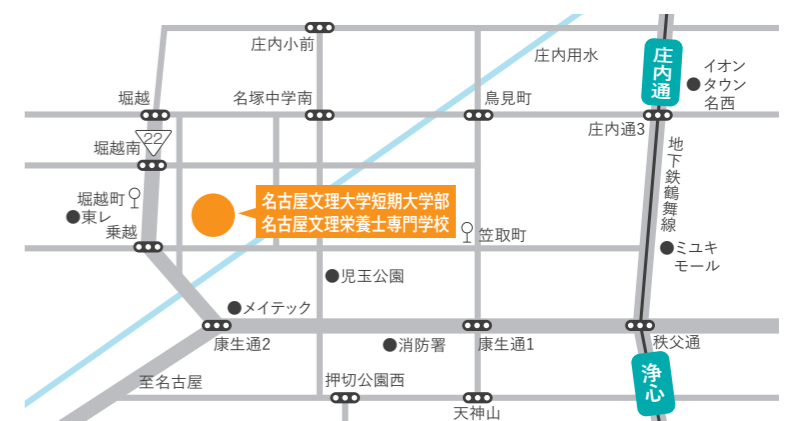 庄内小前
庄内用水
庄内通
イオン
タウン
名西
堀越
名塚中学南
鳥見町
庄内通3
22
堀越南
地下鉄鶴舞線
堀越町
東レ
乗越
名古屋文理大学短期大学部
名古屋文理栄養士専門学校
笠取町
ミユキ
モール
児玉公園
メイテック
康生通2
消防署
康生通1
秩父通
浄心
至名古屋
押切公園西
天神山